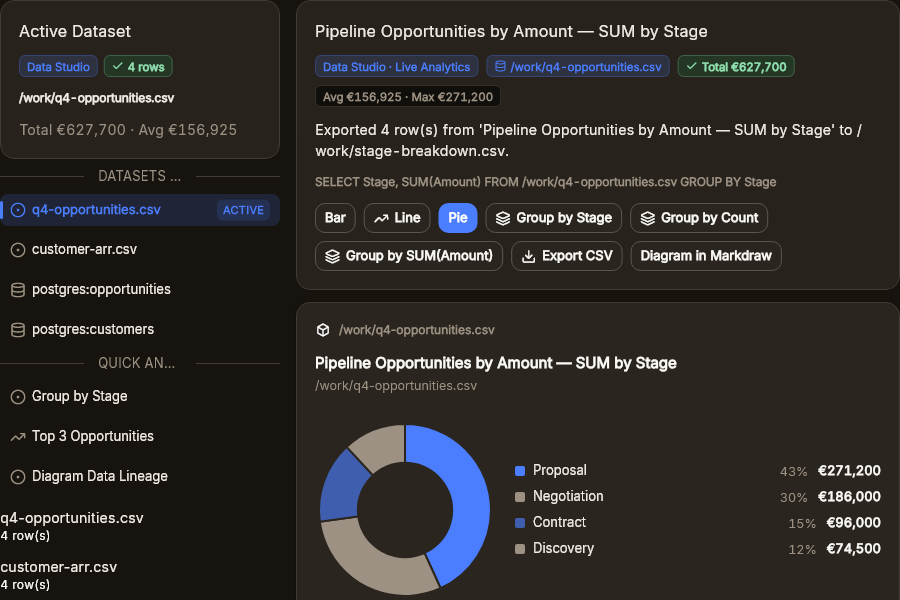 Active Dataset
Data Studio
4 rows
/work/q4-opportunities.csv
Total €627,700 · Avg €156,925
DATASETS ...
q4-opportunities.csv
ACTIVE
customer-arr.csv
postgres:opportunities
postgres:customers
QUICK AN...
Group by Stage
Top 3 Opportunities
Diagram Data Lineage
q4-opportunities.csv
4 row(s)
customer-arr.csv
4 row(s)
Pipeline Opportunities by Amount — SUM by Stage
Data Studio · Live Analytics
/work/q4-opportunities.csv
Total €627,700
Avg €156,925 · Max €271,200
Exported 4 row(s) from 'Pipeline Opportunities by Amount — SUM by Stage' to /
work/stage-breakdown.csv.
SELECT Stage, SUM(Amount) FROM /work/q4-opportunities.csv GROUP BY Stage
Bar
Line
Pie
Group by Stage
Group by Count
Group by SUM(Amount)
Export CSV
Diagram in Markdraw
/work/q4-opportunities.csv
Pipeline Opportunities by Amount — SUM by Stage
/work/q4-opportunities.csv
Proposal 43% €271,200
Negotiation 30% €186,000
Contract 15% €96,000
Discovery 12% €74,500